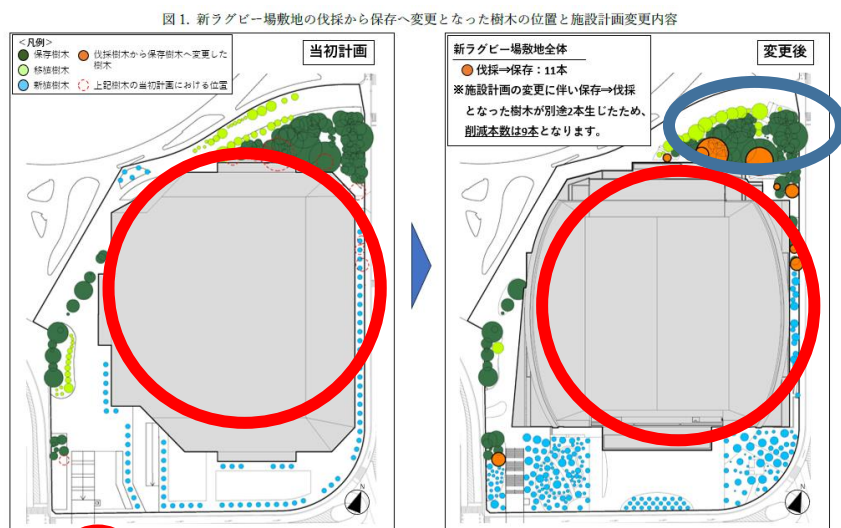 図1. 新ラグビー場敷地の伐採から保存へ変更となった樹木の位置と施設計画変更内容
<凡例>
保存樹木 伐採樹木から保存樹木へ変更した樹木
移植樹木
新植樹木 上記樹木の当初計画における位置
当初計画
N
新ラグビー場敷地全体
伐採⇒保存：11本
※施設計画の変更に伴い保存⇒伐採
となった樹木が別途2本生じたため、
削減本数は9本となります。
変更後
N